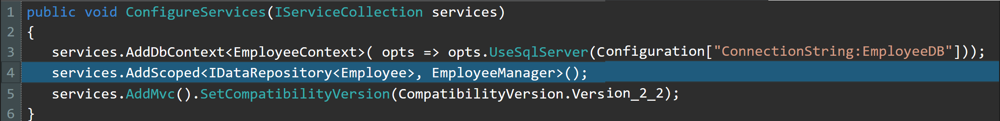 1 public void ConfigureServices(IServiceCollection services)
2 {
3 services.AddDbContext<EmployeeContext>( opts => opts.UseSqlServer(Configuration["ConnectionString:EmployeeDB"]));
4 services.AddScoped<IDataRepository<Employee>, EmployeeManager>();
5 services.AddMvc().SetCompatibilityVersion(CompatibilityVersion.Version_2_2);
6 }